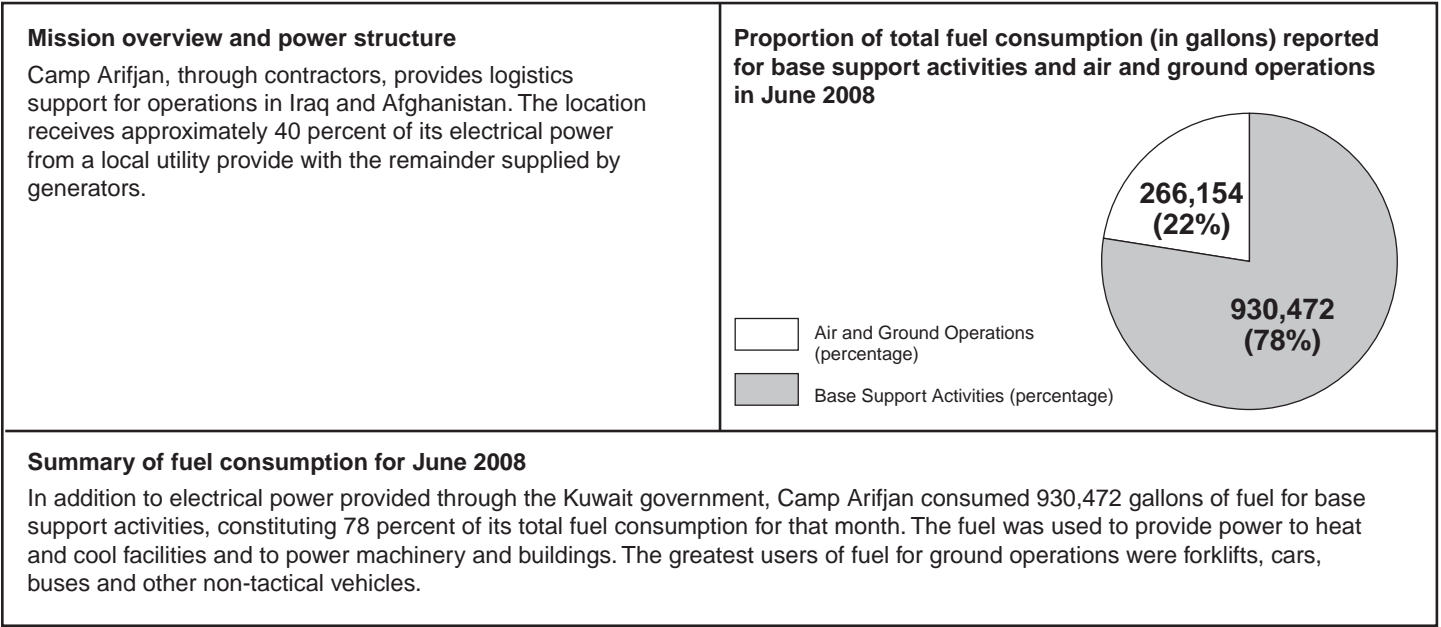 Mission overview and power structure
Camp Arifjan, through contractors, provides logistics
support for operations in Iraq and Afghanistan. The location
receives approximately 40 percent of its electrical power
from a local utility provide with the remainder supplied by
generators.
Proportion of total fuel consumption (in gallons) reported
for base support activities and air and ground operations
in June 2008
266,154
(22%)
930,472
(78%)
Air and Ground Operations
(percentage)
Base Support Activities (percentage)
Summary of fuel consumption for June 2008
In addition to electrical power provided through the Kuwait government, Camp Arifjan consumed 930,472 gallons of fuel for base
support activities, constituting 78 percent of its total fuel consumption for that month. The fuel was used to provide power to heat
and cool facilities and to power machinery and buildings. The greatest users of fuel for ground operations were forklifts, cars,
buses and other non-tactical vehicles.